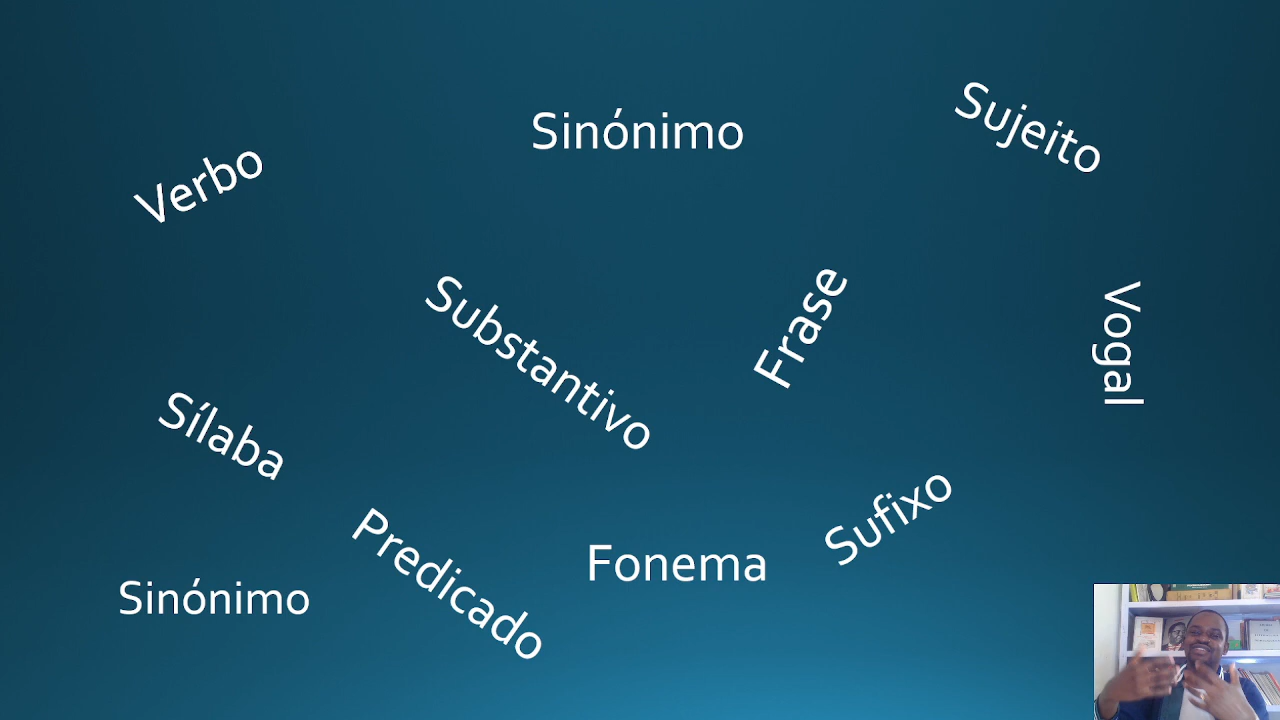 Sinónimo
Sujeito
Verbo
Substantivo
Frase
Vogal
Sílaba
Sufixo
Predicado
Fonema
Sinónimo